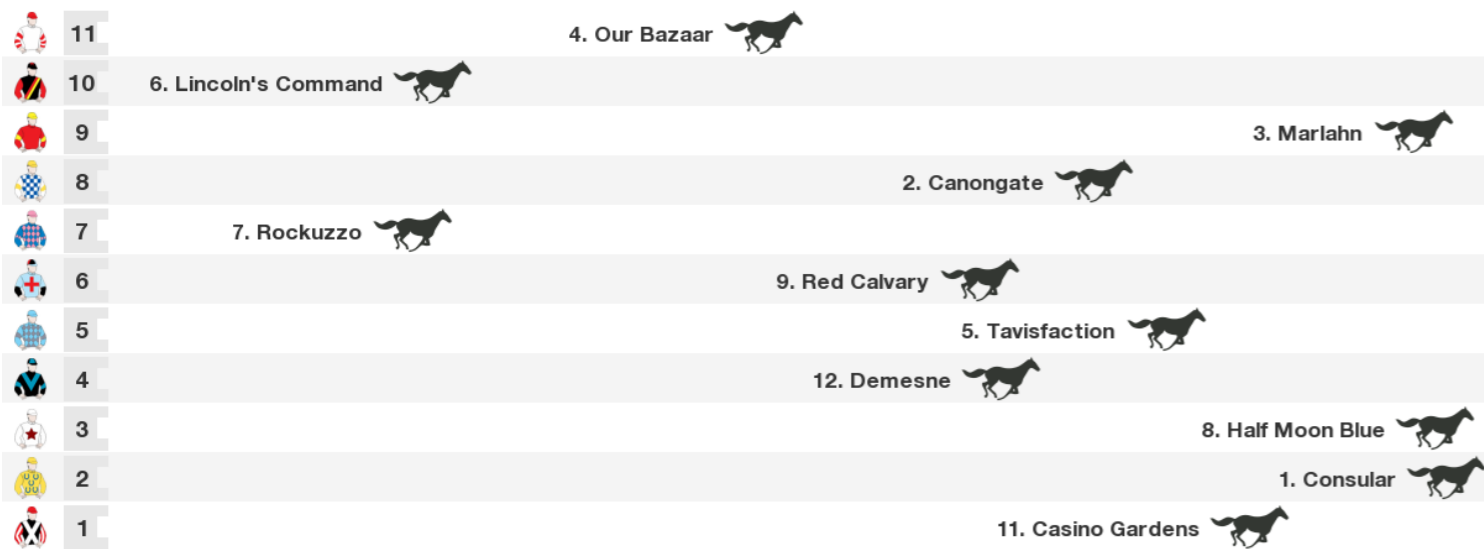 11 4. Our Bazaar
10 6. Lincoln's Command
9 3. Marlahn
8 2. Canongate
7 7. Rockuzzo
6 9. Red Calvary
5 5. Tavisfaction
4 12. Demesne
3 8. Half Moon Blue
2 1. Consular
1 11. Casino Gardens